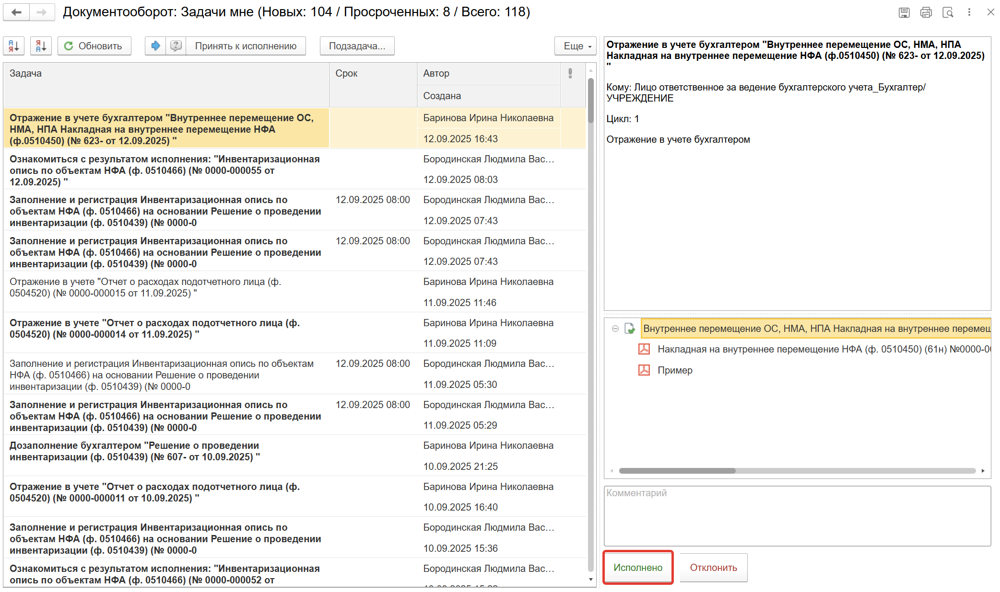 Документооборот: Задачи мне (Новых: 104 / Просроченных: 8 / Всего: 118)
Обновить
Принять к исполнению
Подзадача...
Еще
Задача
Срок
Автор
Создана
Отражение в учете бухгалтером "Внутреннее перемещение ОС,
НМА, НПА Накладная на внутреннее перемещение НФА
(ф.0510450) (№ 623- от 12.09.2025) "
Баринова Ирина Николаевна
12.09.2025 16:43
Ознакомиться с результатом исполнения: "Инвентаризационная
опись по объектам НФА (ф. 0510466) (№ 0000-000055 от
12.09.2025) "
Бородинская Людмила Вас...
12.09.2025 08:03
Заполнение и регистрация Инвентаризационная опись по
объектам НФА (ф. 0510466) на основании Решение о проведении
инвентаризации (ф. 0510439) (№ 0000-0
12.09.2025 08:00
Бородинская Людмила Вас...
12.09.2025 07:43
Заполнение и регистрация Инвентаризационная опись по
объектам НФА (ф. 0510466) на основании Решение о проведении
инвентаризации (ф. 0510439) (№ 0000-0
12.09.2025 08:00
Бородинская Людмила Вас...
12.09.2025 07:43
Отражение в учете "Отчет о расходах подотчетного лица (ф.
0504520) (№ 0000-000015 от 11.09.2025) "
Баринова Ирина Николаевна
11.09.2025 11:46
Отражение в учете "Отчет о расходах подотчетного лица (ф.
0504520) (№ 0000-000014 от 11.09.2025) "
Баринова Ирина Николаевна
11.09.2025 11:09
Заполнение и регистрация Инвентаризационная опись по объектам
НФА (ф. 0510466) на основании Решение о проведении
инвентаризации (ф. 0510439) (№ 0000-0
12.09.2025 08:00
Бородинская Людмила Вас...
11.09.2025 05:30
Заполнение и регистрация Инвентаризационная опись по
объектам НФА (ф. 0510466) на основании Решение о проведении
инвентаризации (ф. 0510439) (№ 0000-0
12.09.2025 08:00
Бородинская Людмила Вас...
11.09.2025 05:29
Дозаполнение бухгалтером "Решение о проведении
инвентаризации (ф. 0510439) (№ 607- от 10.09.2025) "
Баринова Ирина Николаевна
10.09.2025 21:25
Отражение в учете "Отчет о расходах подотчетного лица (ф.
0504520) (№ 0000-000011 от 10.09.2025) "
Баринова Ирина Николаевна
10.09.2025 16:40
Заполнение и регистрация Инвентаризационная опись по
объектам НФА (ф. 0510466) на основании Решение о проведении
инвентаризации (ф. 0510439) (№ 0000-0
Бородинская Людмила Вас...
10.09.2025 15:36
Ознакомиться с результатом исполнения: "Инвентаризационная
опись по объектам НФА (ф. 0510466) (№ 0000-000052 от
Бородинская Людмила Вас...
Отражение в учете бухгалтером "Внутреннее перемещение ОС, НМА, НПА
Накладная на внутреннее перемещение НФА (ф.0510450) (№ 623- от 12.09.2025)
"
Кому: Лицо ответственное за ведение бухгалтерского учета_Бухгалтер/
УЧРЕЖДЕНИЕ
Цикл: 1
Отражение в учете бухгалтером
Внутреннее перемещение ОС, НМА, НПА Накладная на внутреннее перемещ
Накладная на внутреннее перемещение НФА (ф. 0510450) (61н) №0000-0
Пример
Комментарий
Исполнено
Отклонить